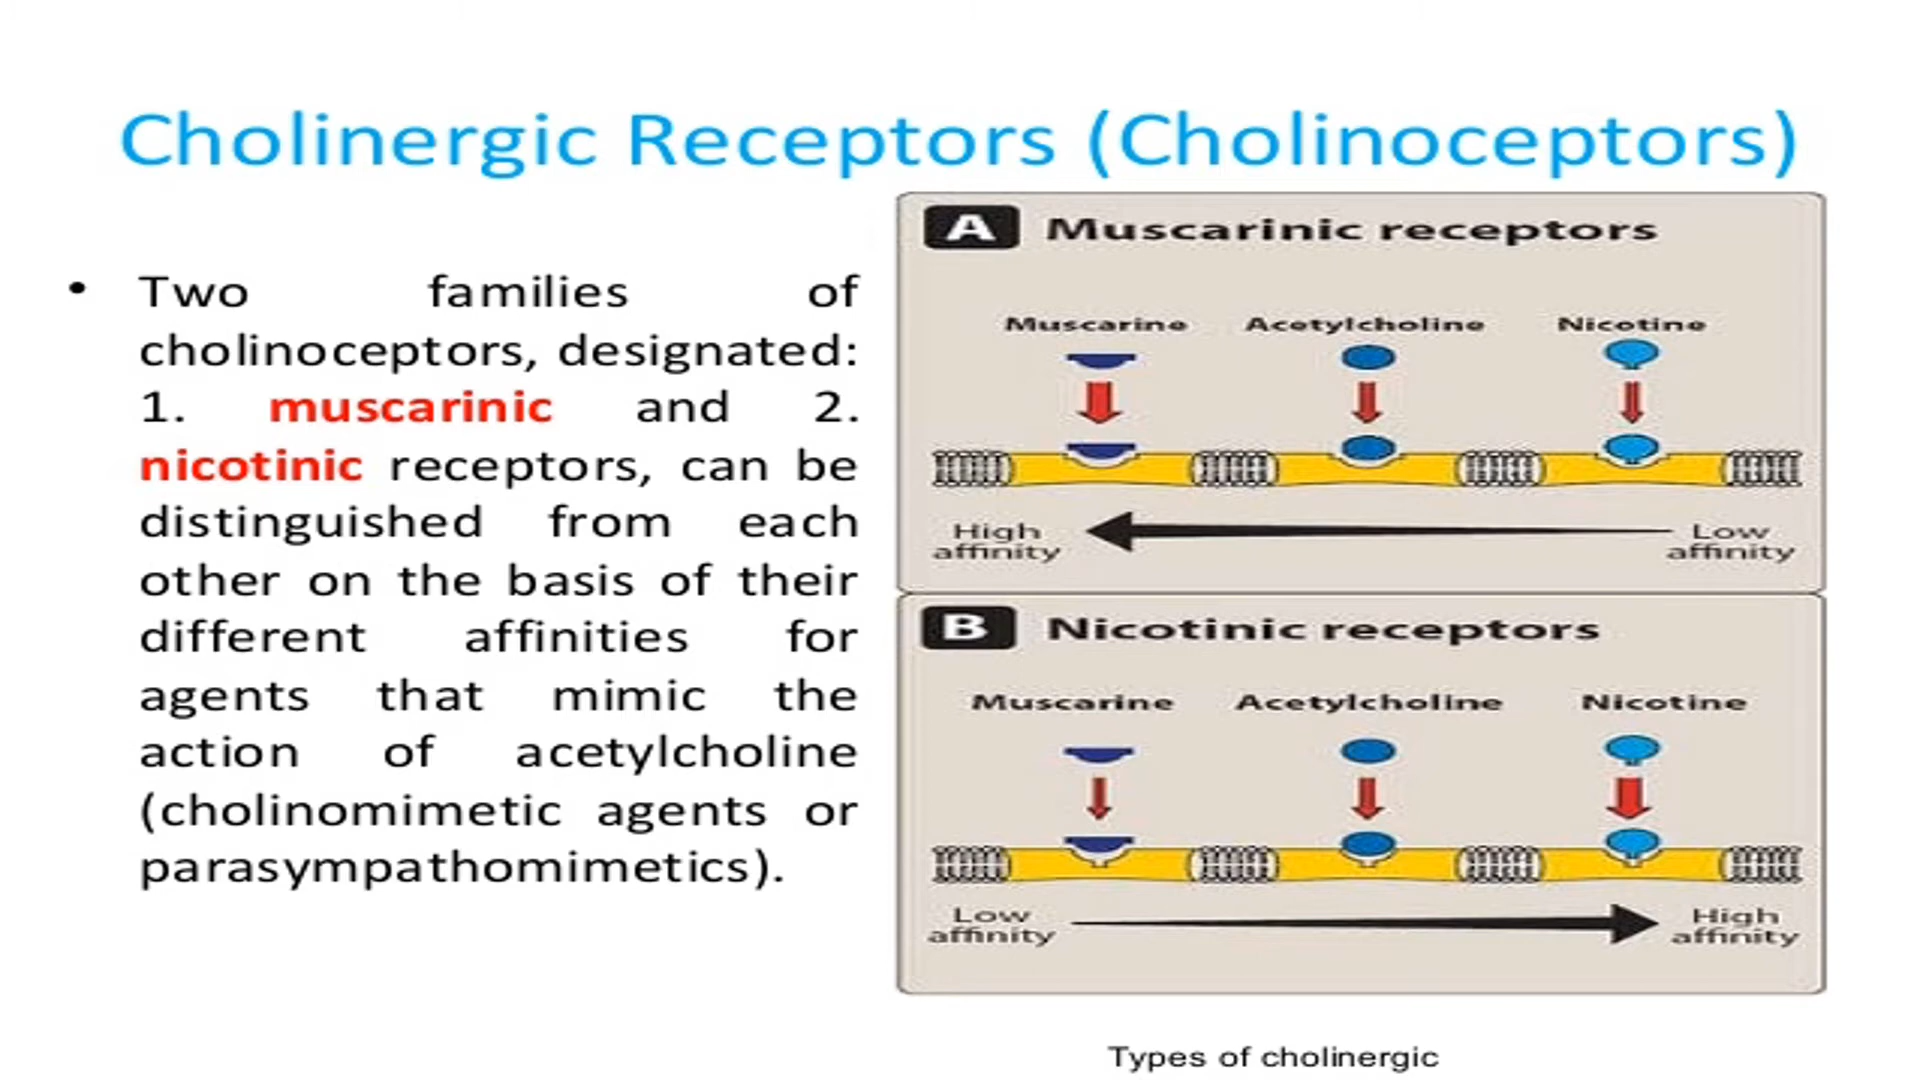 Cholinergic Receptors (Cholinoceptors)
• Two families of
cholinoceptors, designated:
1. muscarinic and 2.
nicotinic receptors, can be
distinguished from each
other on the basis of their
different affinities for
agents that mimic the
action of acetylcholine
(cholinomimetic agents or
parasympathomimetics).
A Muscarinic receptors
Muscarine Acetylcholine Nicotine
High affinity
Low affinity
B Nicotinic receptors
Muscarine Acetylcholine Nicotine
Low affinity
High affinity
Types of cholinergic